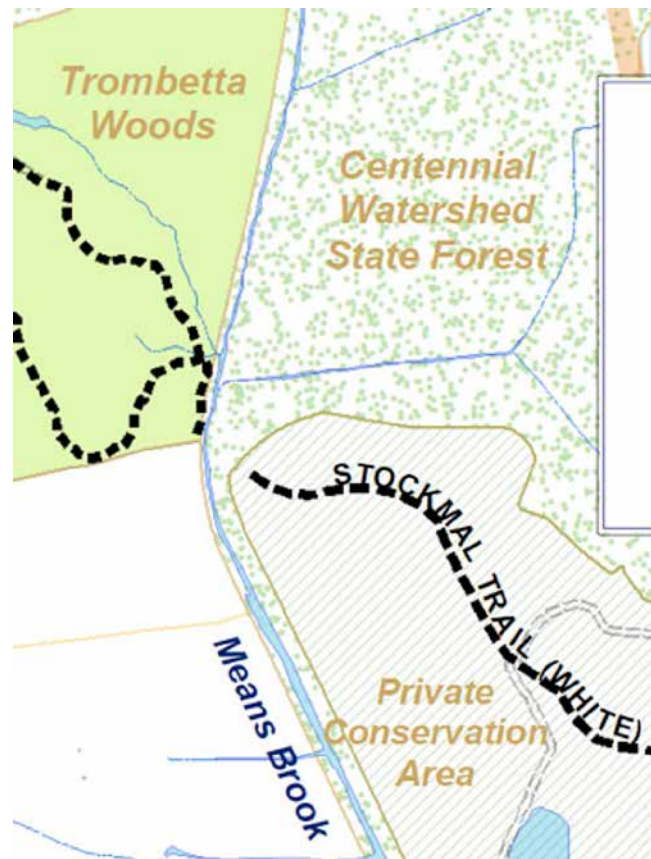 Trombetta
Woods
Centennial
Watershed
State Forest
STOCKMAL TRAIL (WHITE)
Means Brook
Private
Conservation
Area